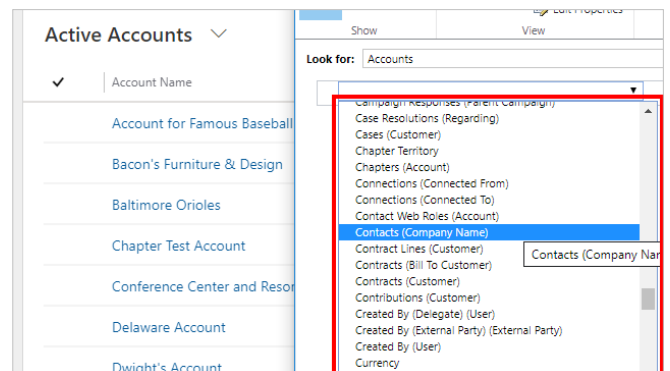 Edit Properties
Show
View
Active Accounts
Look for: Accounts
Account Name
Campaign Responses (Parent Campaign)
Case Resolutions (Regarding)
Cases (Customer)
Chapter Territory
Chapters (Account)
Connections (Connected From)
Connections (Connected To)
Contact Web Roles (Account)
Contacts (Company Name)
Contract Lines (Customer)
Contacts (Company Nar
Contracts (Bill To Customer)
Contracts (Customer)
Contributions (Customer)
Created By (Delegate) (User)
Created By (External Party) (External Party)
Created By (User)
Currency
Account for Famous Baseball
Bacon's Furniture & Design
Baltimore Orioles
Chapter Test Account
Conference Center and Resor
Delaware Account
Dwight's Account